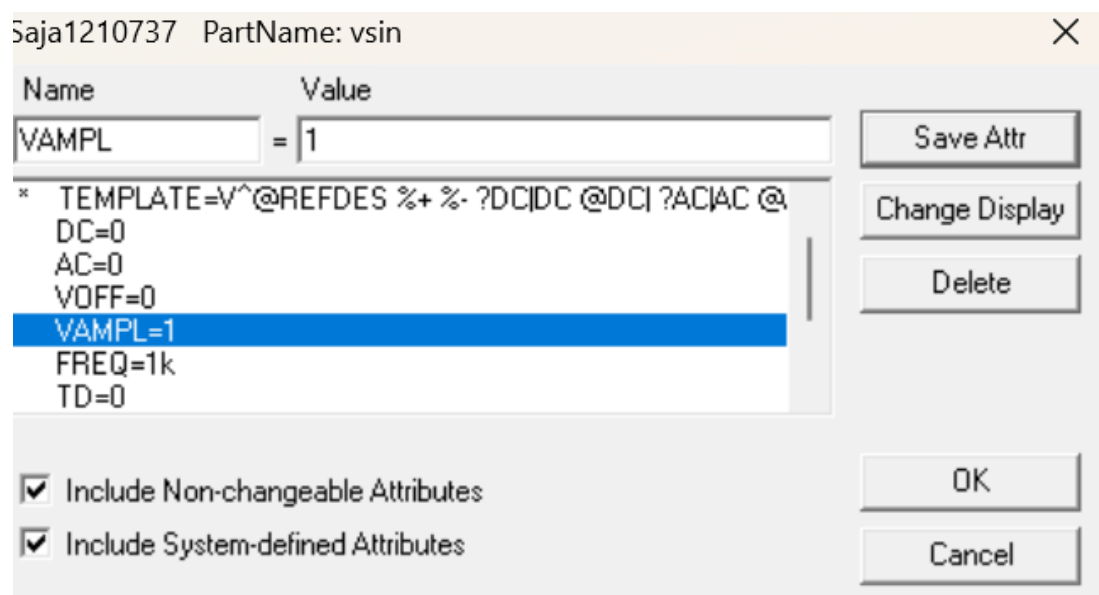 Saja1210737 PartName: vsin
Name Value
VAMPL = 1
Save Attr
* TEMPLATE=V^@REFDES %+ %- ?DC|DC @DC| ?AC|AC @
Change Display
DC=0
AC=0
Delete
VOFF=0
VAMPL=1
FREQ=1k
TD=0
Include Non-changeable Attributes
OK
Include System-defined Attributes
Cancel